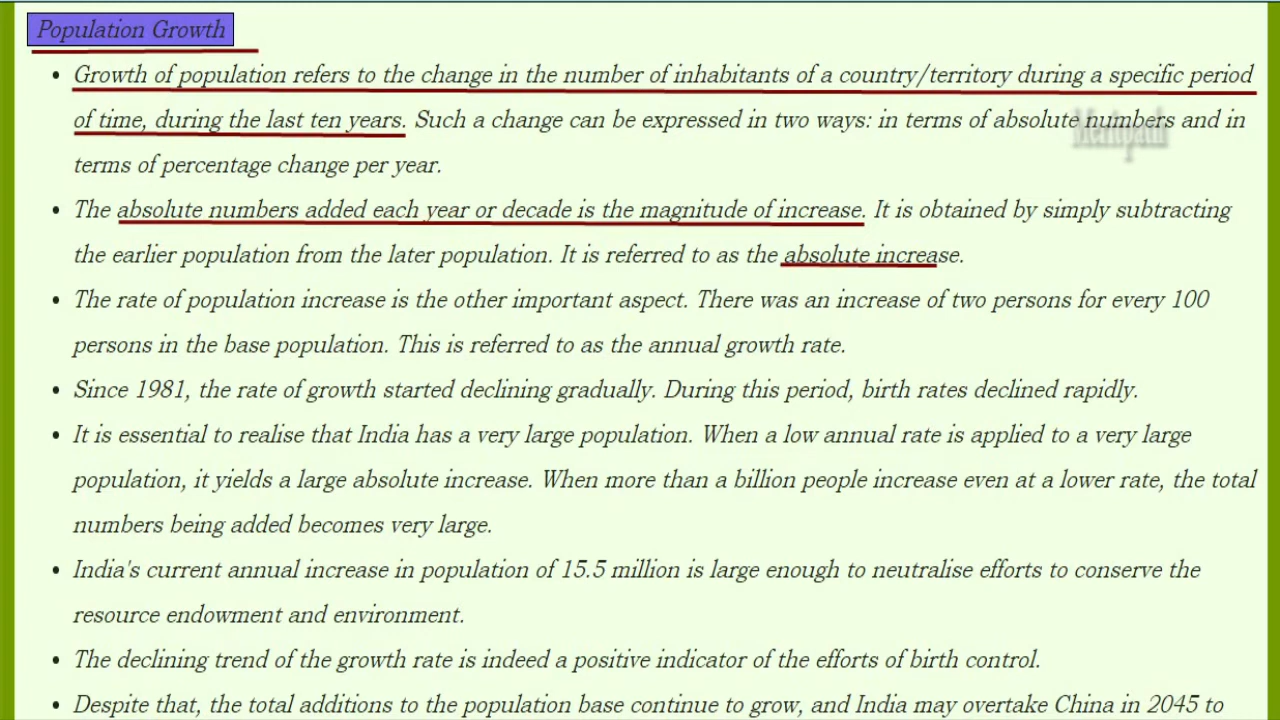 Population Growth
• Growth of population refers to the change in the number of inhabitants of a country/territory during a specific period
of time, during the last ten years. Such a change can be expressed in two ways: in terms of absolute numbers and in
Meritpath
terms of percentage change per year.
• The absolute numbers added each year or decade is the magnitude of increase. It is obtained by simply subtracting
the earlier population from the later population. It is referred to as the absolute increase.
• The rate of population increase is the other important aspect. There was an increase of two persons for every 100
persons in the base population. This is referred to as the annual growth rate.
• Since 1981, the rate of growth started declining gradually. During this period, birth rates declined rapidly.
• It is essential to realise that India has a very large population. When a low annual rate is applied to a very large
population, it yields a large absolute increase. When more than a billion people increase even at a lower rate, the total
numbers being added becomes very large.
• India's current annual increase in population of 15.5 million is large enough to neutralise efforts to conserve the
resource endowment and environment.
• The declining trend of the growth rate is indeed a positive indicator of the efforts of birth control.
• Despite that, the total additions to the population base continue to grow, and India may overtake China in 2045 to